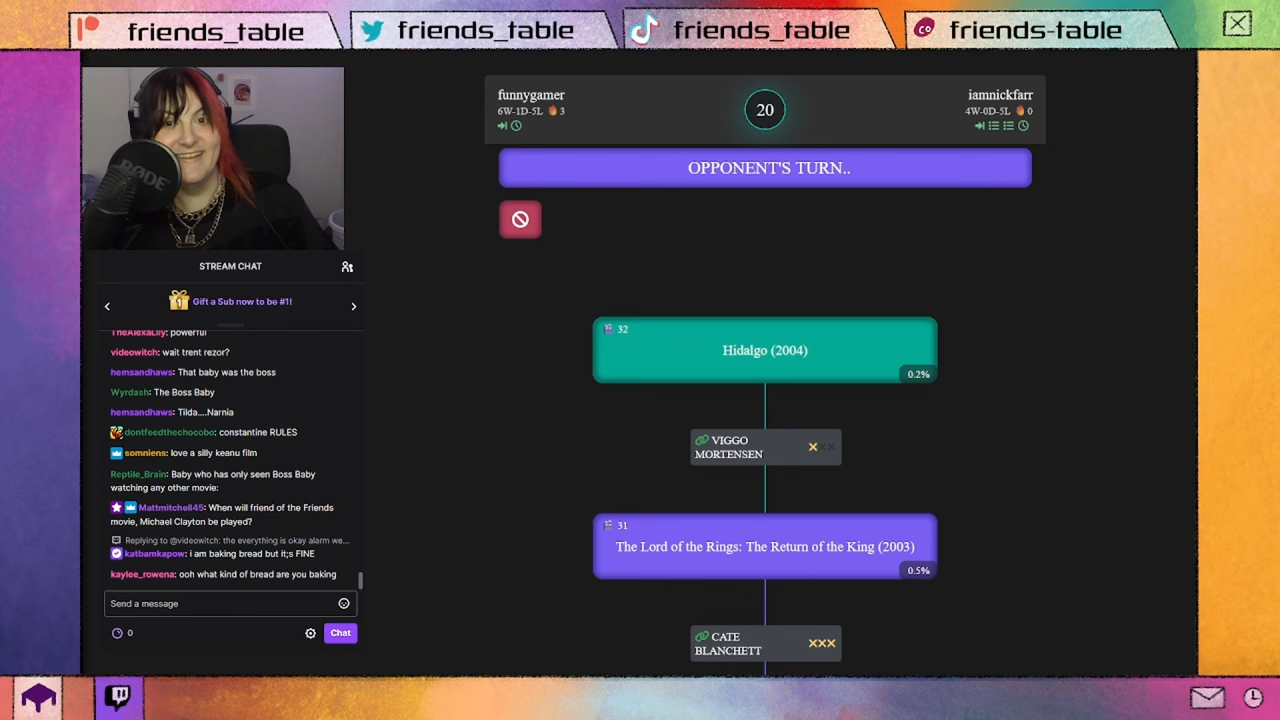 friends_table
friends_table
friends_table
friends-table
RØDE
STREAM CHAT
Gift a Sub now to be #1!
TheAlexaLily: powerful
videowitch: wait trent rezor?
hemsandhaws: That baby was the boss
Wyrdash: The Boss Baby
hemsandhaws: Tilda....Narnia
dontfeedthechocobo: constantine RULES
somniens: love a silly keanu film
Reptile_Brain: Baby who has only seen Boss Baby
watching any other movie:
Mattmitchell45: When will friend of the Friends
movie, Michael Clayton be played?
Replying to @videowitch: the everything is okay alarm we...
katbamkapow: i am baking bread but it;s FINE
kaylee_rowena: ooh what kind of bread are you baking
Send a message
0
Chat
funnygamer
6W-1D-5L 3
20
iamnickfarr
4W-0D-5L 0
OPPONENT'S TURN..
32
Hidalgo (2004)
0.2%
VIGGO
MORTENSEN
31
The Lord of the Rings: The Return of the King (2003)
0.5%
CATE
BLANCHETT